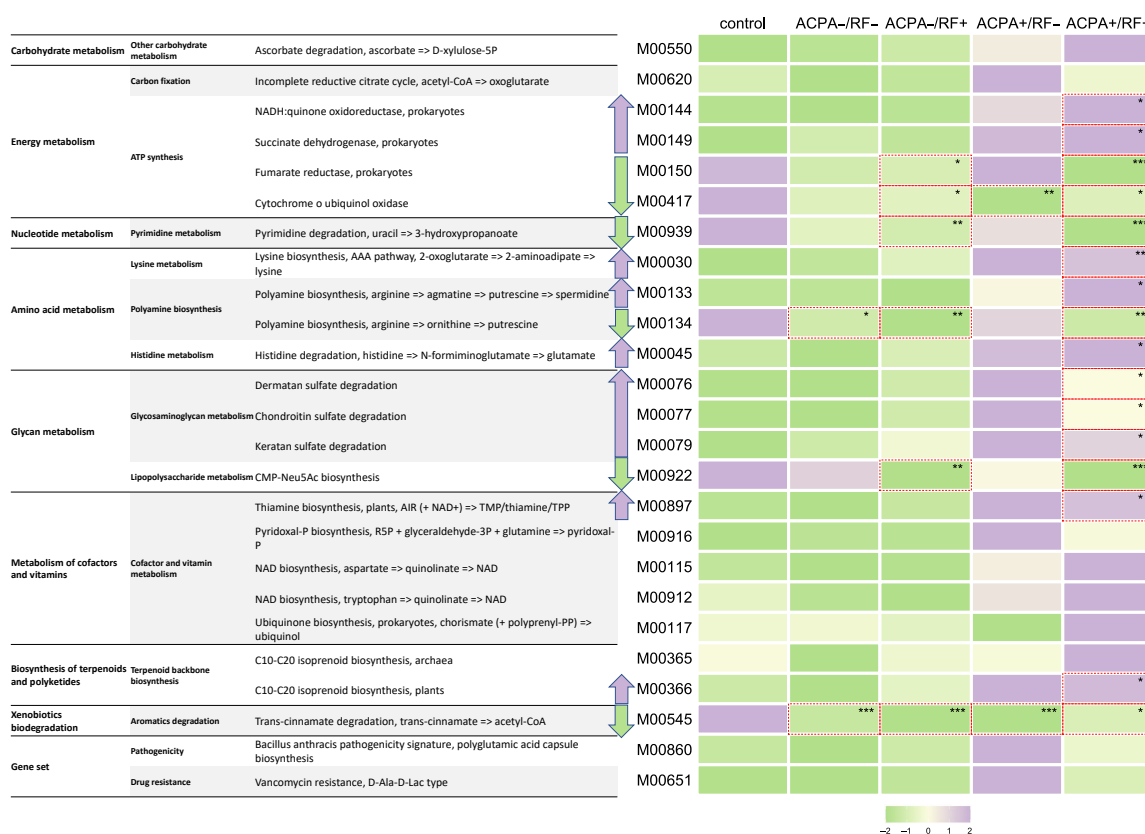 control ACPA−/RF− ACPA−/RF+ ACPA+/RF− ACPA+/RF+
Carbohydrate metabolism Other carbohydrate metabolism Ascorbate degradation, ascorbate => D-xylulose-5P M00550
Energy metabolism Carbon fixation Incomplete reductive citrate cycle, acetyl-CoA => oxoglutarate M00620
ATP synthesis NADH:quinone oxidoreductase, prokaryotes M00144 *
Succinate dehydrogenase, prokaryotes M00149 *
Fumarate reductase, prokaryotes M00150 * ***
Cytochrome o ubiquinol oxidase M00417 * ** *
Nucleotide metabolism Pyrimidine metabolism Pyrimidine degradation, uracil => 3-hydroxypropanoate M00939 ** ***
Amino acid metabolism Lysine metabolism Lysine biosynthesis, AAA pathway, 2-oxoglutarate => 2-aminoadipate =>
lysine M00030 **
Polyamine biosynthesis Polyamine biosynthesis, arginine => agmatine => putrescine => spermidine M00133 *
Polyamine biosynthesis, arginine => ornithine => putrescine M00134 * ** **
Histidine metabolism Histidine degradation, histidine => N-formiminoglutamate => glutamate M00045 *
Glycan metabolism Glycosaminoglycan metabolism Dermatan sulfate degradation M00076 *
Chondroitin sulfate degradation M00077 *
Keratan sulfate degradation M00079 *
Lipopolysaccharide metabolism CMP-Neu5Ac biosynthesis M00922 ** ***
Metabolism of cofactors
and vitamins Cofactor and vitamin
metabolism Thiamine biosynthesis, plants, AIR (+ NAD+) => TMP/thiamine/TPP M00897 *
Pyridoxal-P biosynthesis, R5P + glyceraldehyde-3P + glutamine => pyridoxal-
P M00916
NAD biosynthesis, aspartate => quinolinate => NAD M00115
NAD biosynthesis, tryptophan => quinolinate => NAD M00912
Ubiquinone biosynthesis, prokaryotes, chorismate (+ polyprenyl-PP) =>
ubiquinol M00117
Biosynthesis of terpenoids
and polyketides Terpenoid backbone
biosynthesis C10-C20 isoprenoid biosynthesis, archaea M00365
C10-C20 isoprenoid biosynthesis, plants M00366 *
Xenobiotics
biodegradation Aromatics degradation Trans-cinnamate degradation, trans-cinnamate => acetyl-CoA M00545 *** *** *** *
Gene set Pathogenicity Bacillus anthracis pathogenicity signature, polyglutamic acid capsule
biosynthesis M00860
Drug resistance Vancomycin resistance, D-Ala-D-Lac type M00651
−2 −1 0 1 2